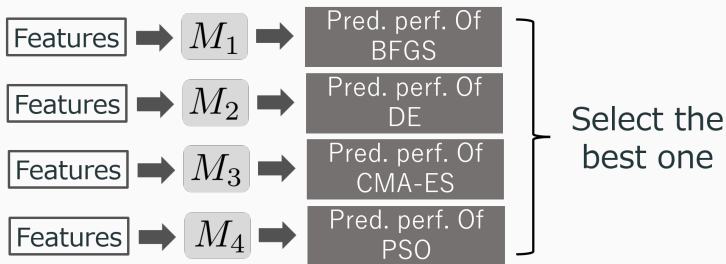 Features M₁ Pred. perf. Of
BFGS
Features M₂ Pred. perf. Of
DE
Select the
best one
Features M₃ Pred. perf. Of
CMA-ES
Features M₄ Pred. perf. Of
PSO